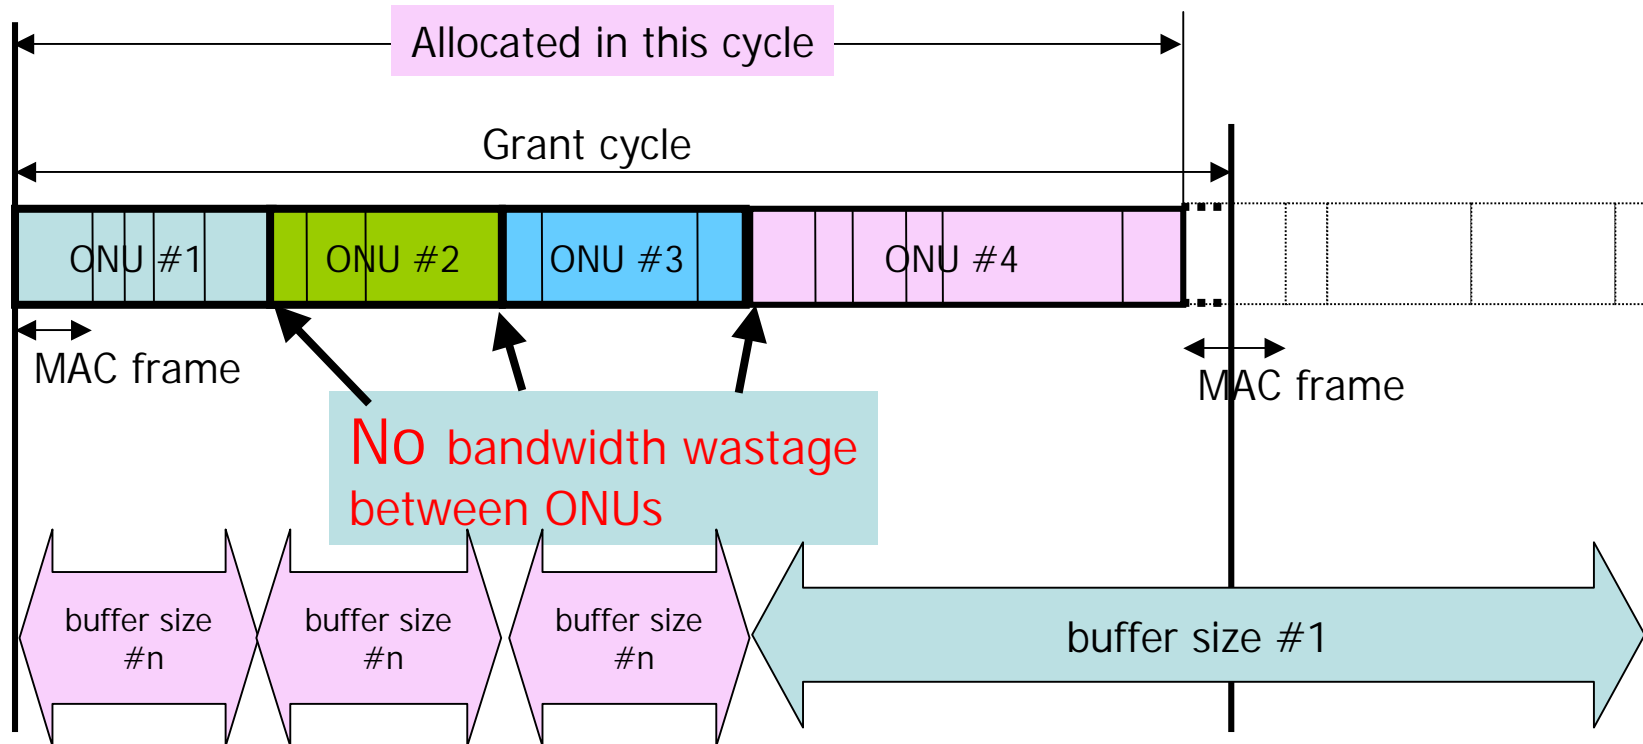 Allocated in this cycle
Grant cycle
ONU #1
ONU #2
ONU #3
ONU #4
MAC frame
MAC frame
No bandwidth wastage
between ONUs
buffer size
#n
buffer size
#n
buffer size
#n
buffer size #1